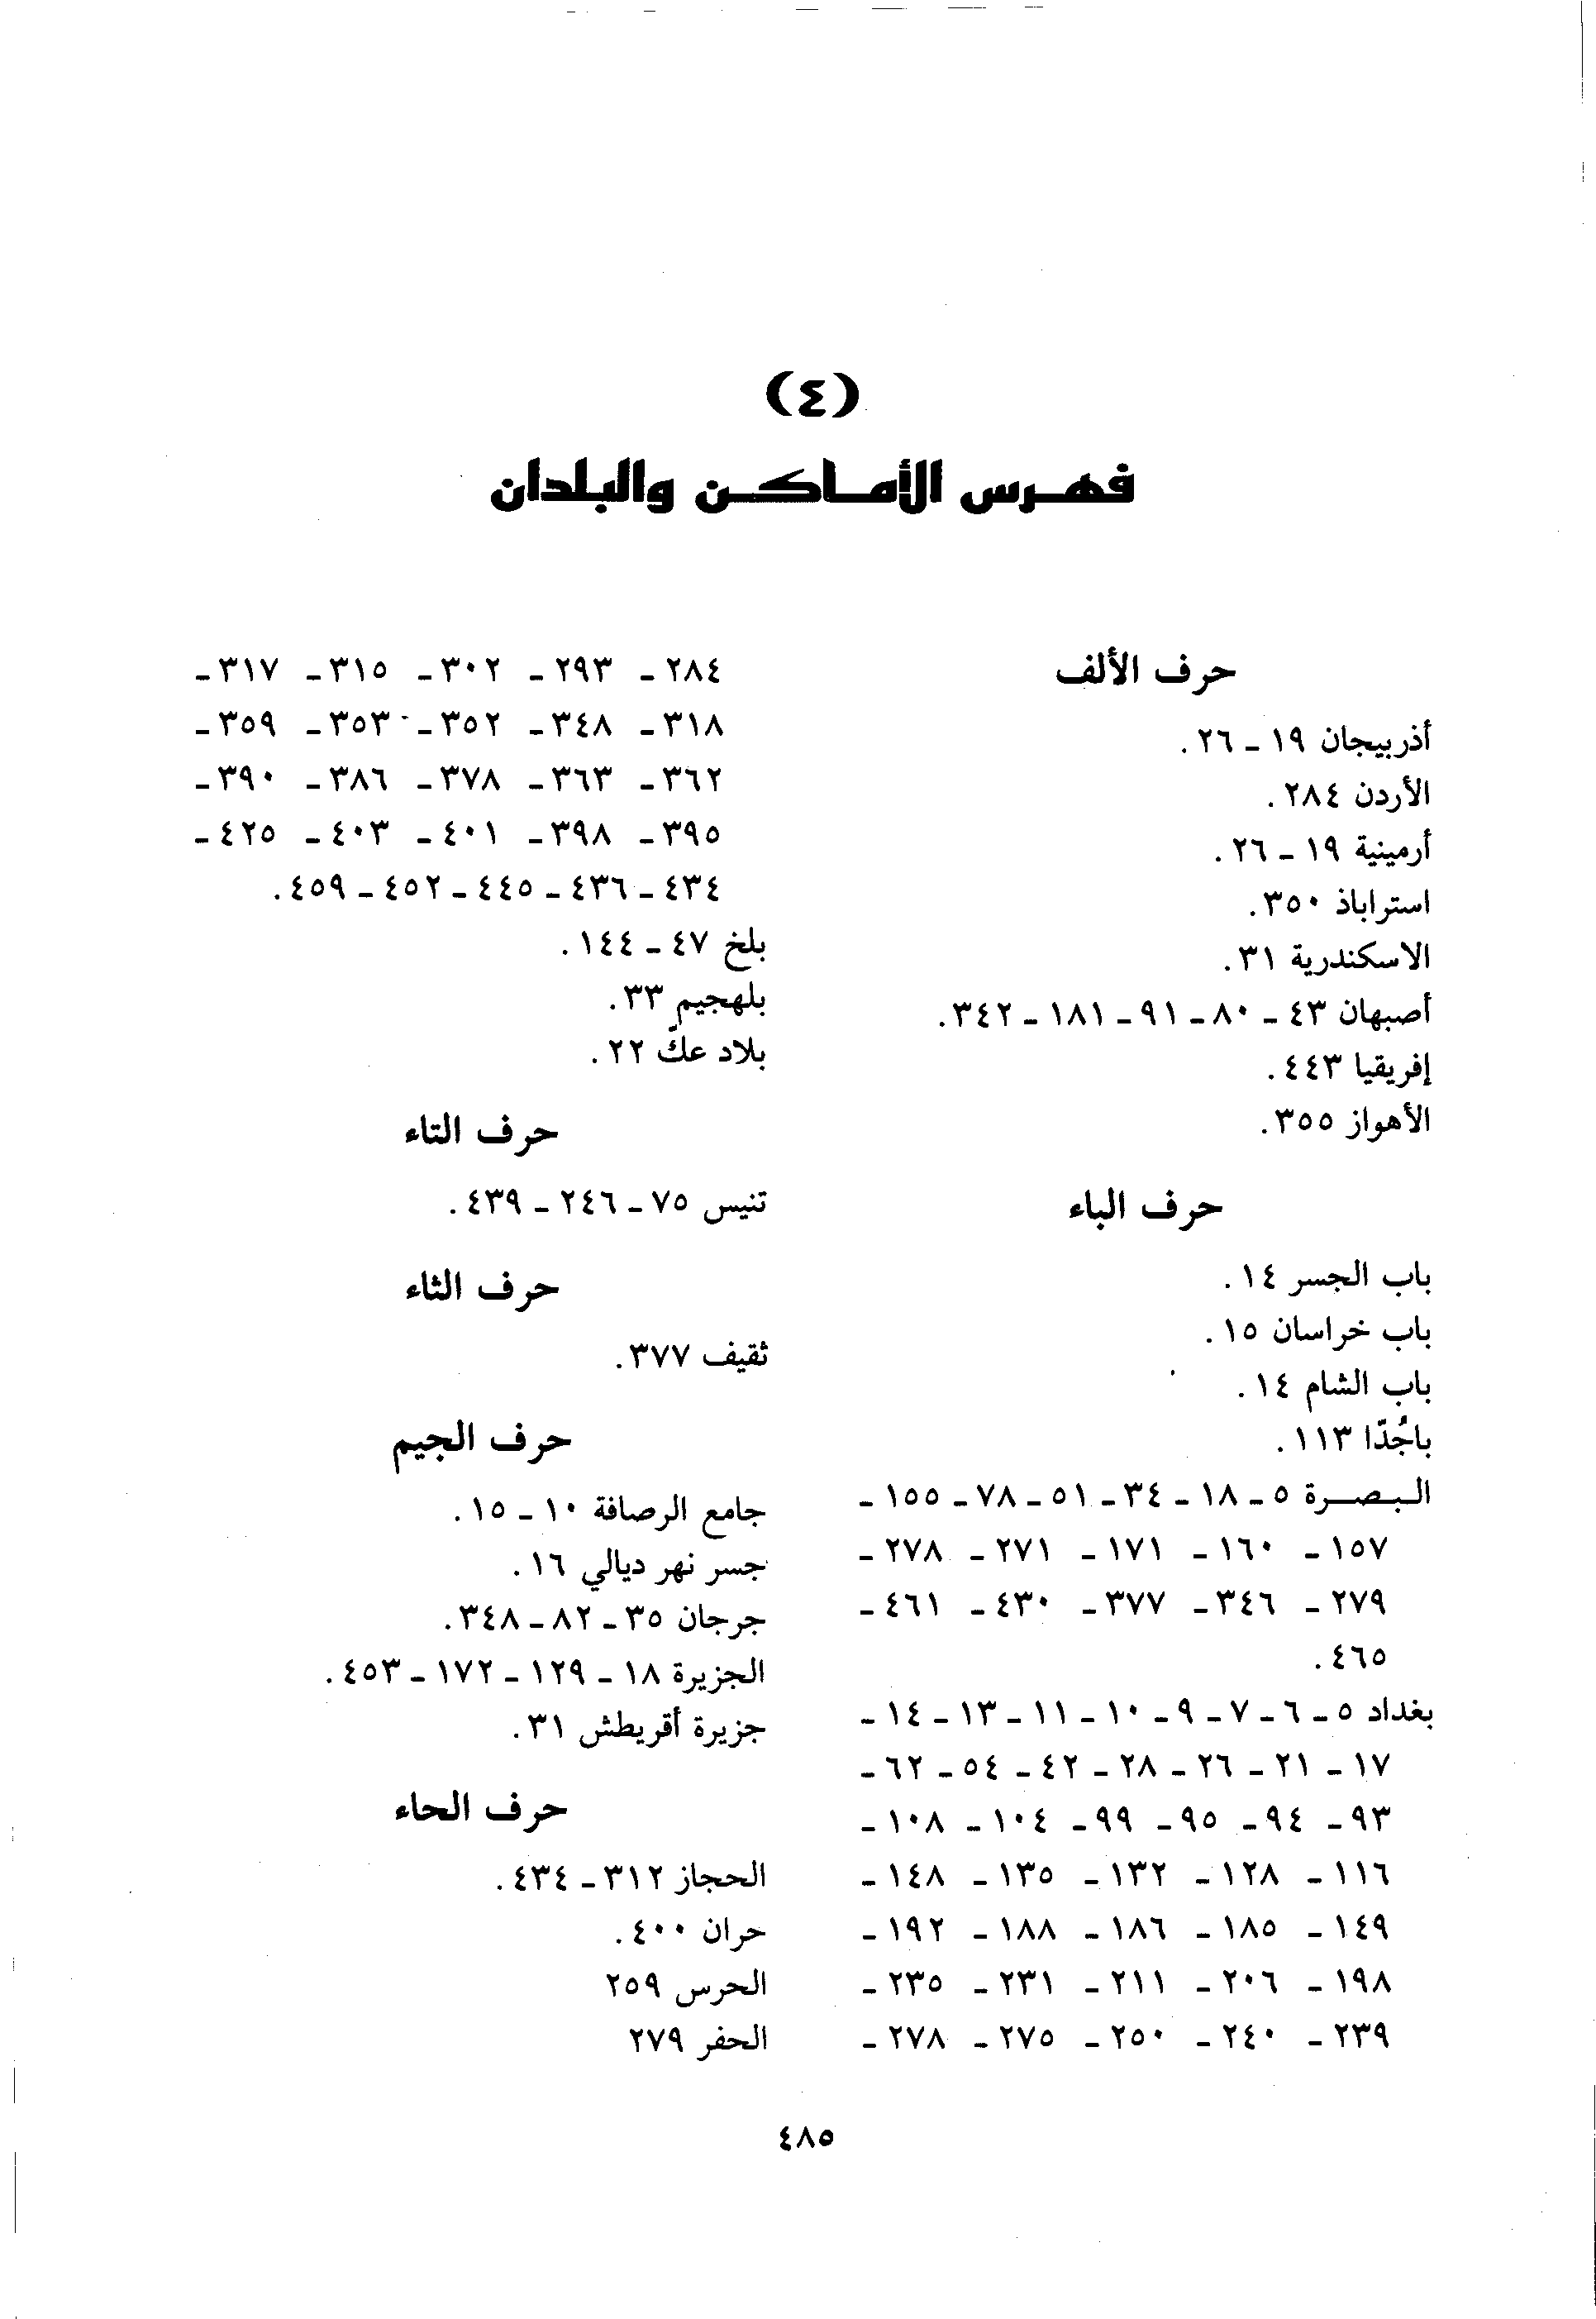 (٤)
فهرس الأماكن والبلدان
حرف الألف
أذربيجان ١٩ - ٢٦.
الأردن ٢٨٤.
أرمينية ١٩ - ٢٦.
استراباذ ٣٥٠.
الاسكندرية ٣١.
أصبهان ٤٣ - ٨٠ - ٩١ - ١٨١ - ٣٤٢.
إفريقيا ٤٤٣.
الأهواز ٣٥٥.
حرف الباء
باب الجسر ١٤.
باب خراسان ١٥.
باب الشام ١٤.
باجُدّا ١١٣.
البصرة ٥ - ١٨ - ٣٤ - ٥١ - ٧٨ - ١٥٥ -
١٥٧ - ١٦٠ - ١٧١ - ٢٧١ - ٢٧٨ -
٢٧٩ - ٣٤٦ - ٣٧٧ - ٤٣٠ - ٤٦١ -
٤٦٥.
بغداد ٥ - ٦ - ٧ - ٩ - ١٠ - ١١ - ١٣ - ١٤ -
١٧ - ٢١ - ٢٦ - ٢٨ - ٤٢ - ٥٤ - ٦٢ -
٩٣ - ٩٤ - ٩٥ - ٩٩ - ١٠٤ - ١٠٨ -
١١٦ - ١٢٨ - ١٣٢ - ١٣٥ - ١٤٨ -
١٤٩ - ١٨٥ - ١٨٦ - ١٨٨ - ١٩٢ -
١٩٨ - ٢٠٦ - ٢١١ - ٢٣١ - ٢٣٥ -
٢٣٩ - ٢٤٠ - ٢٥٠ - ٢٧٥ - ٢٧٨ -
٢٨٤ - ٢٩٣ - ٣٠٢ - ٣١٥ - ٣١٧ -
٣١٨ - ٣٤٨ - ٣٥٢ - ٣٥٣ - ٣٥٩ -
٣٦٢ - ٣٦٣ - ٣٧٨ - ٣٨٦ - ٣٩٠ -
٣٩٥ - ٣٩٨ - ٤٠١ - ٤٠٣ - ٤٢٥ -
٤٣٤ - ٤٣٦ - ٤٤٥ - ٤٥٢ - ٤٥٩.
بلخ ٤٧ - ١٤٤.
بلهجيم ٣٣.
بلاد عكّ ٢٢.
حرف التاء
تنيس ٧٥ - ٢٤٦ - ٤٣٩.
حرف الثاء
ثقيف ٣٧٧.
حرف الجيم
جامع الرصافة ١٠ - ١٥.
جسر نهر ديالي ١٦.
جرجان ٣٥ - ٨٢ - ٣٤٨.
الجزيرة ١٨ - ١٢٩ - ١٧٢ - ٤٥٣.
جزيرة أقريطش ٣١.
حرف الحاء
الحجاز ٣١٢ - ٤٣٤.
حران ٤٠٠.
الحرس ٢٥٩
الحفر ٢٧٩
٤٨٥